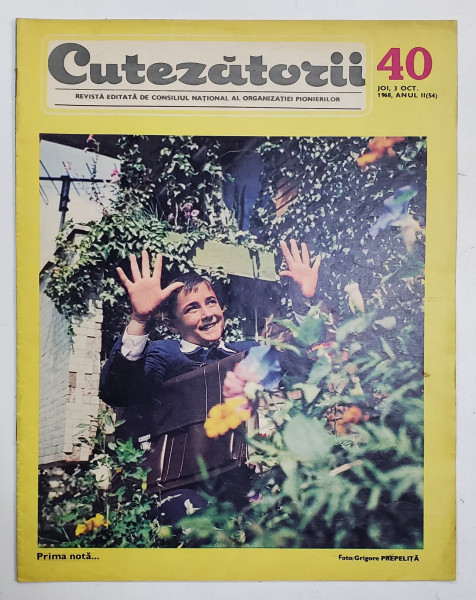 Cutezătorii
40
REVISTĂ EDITATĂ DE CONSILIUL NAȚIONAL AL ORGANIZAȚIEI PIONIERILOR
JOI, 3 OCT.
1968, ANUL II(54)
Prima notă...
Foto: Grigore PREPELIȚĂ